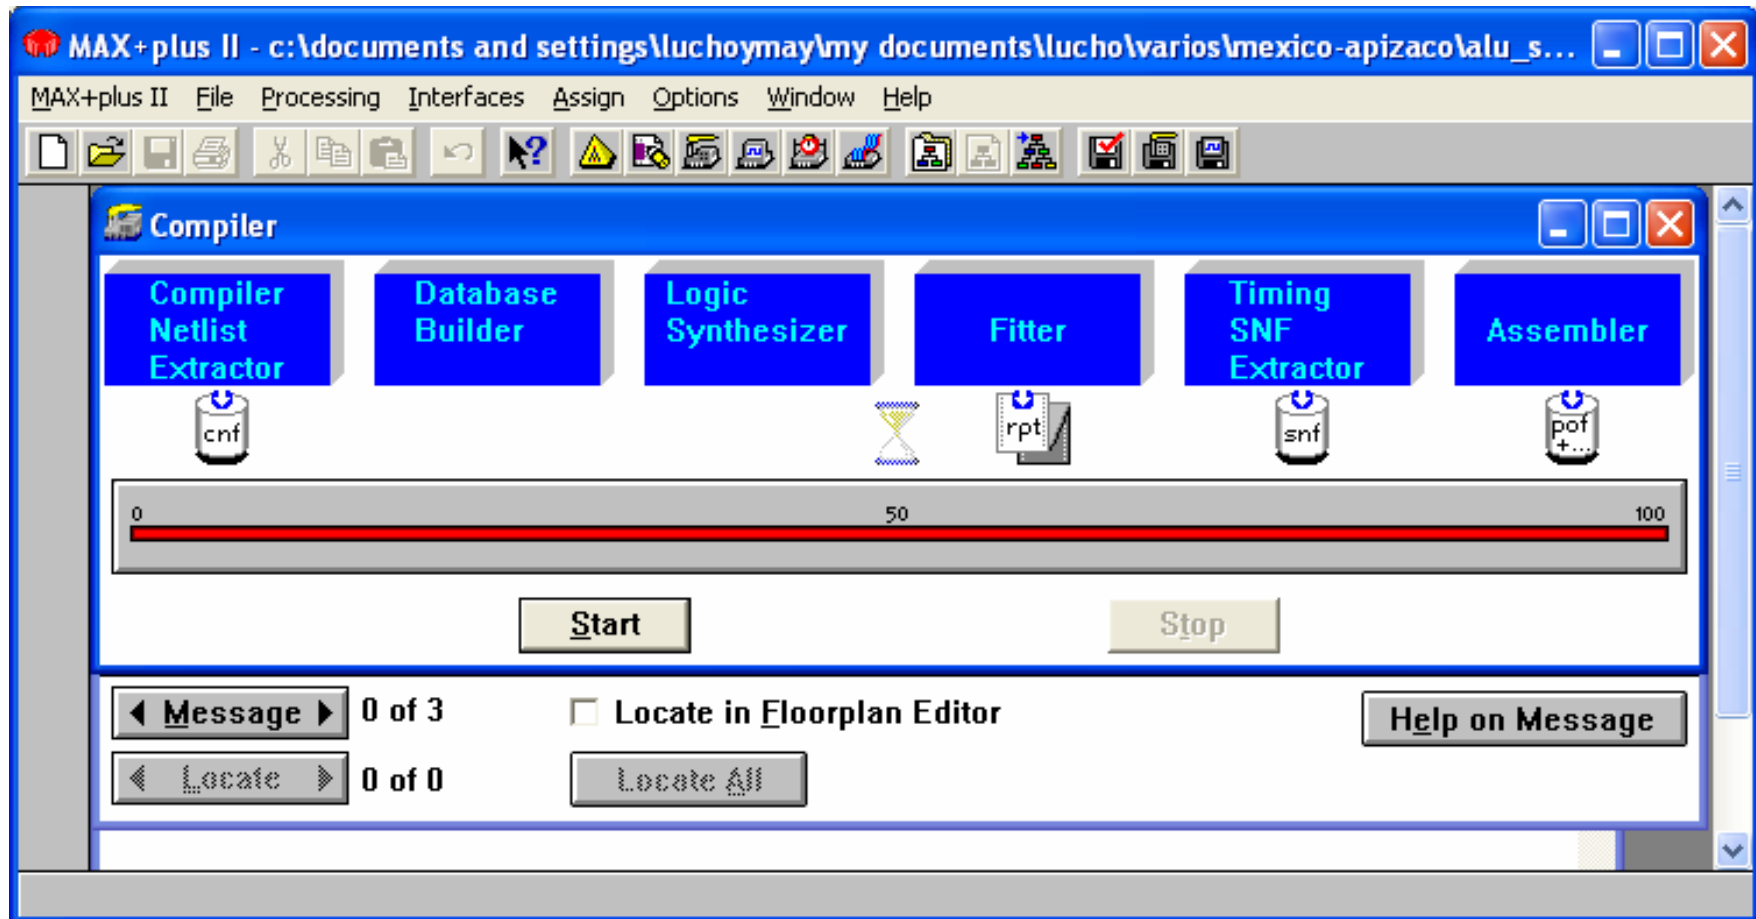 MAX+plus II - c:\documents and settings\luchoymay\my documents\lucho\varios\mexico-apizaco\alu_s...
MAX+plus II File Processing Interfaces Assign Options Window Help
Compiler
Compiler Netlist Extractor
Database Builder
Logic Synthesizer
Fitter
Timing SNF Extractor
Assembler
cnf
rpt
snf
pof +...
0 50 100
Start Stop
Message 0 of 3 Locate in Floorplan Editor Help on Message
Locate 0 of 0 Locate All